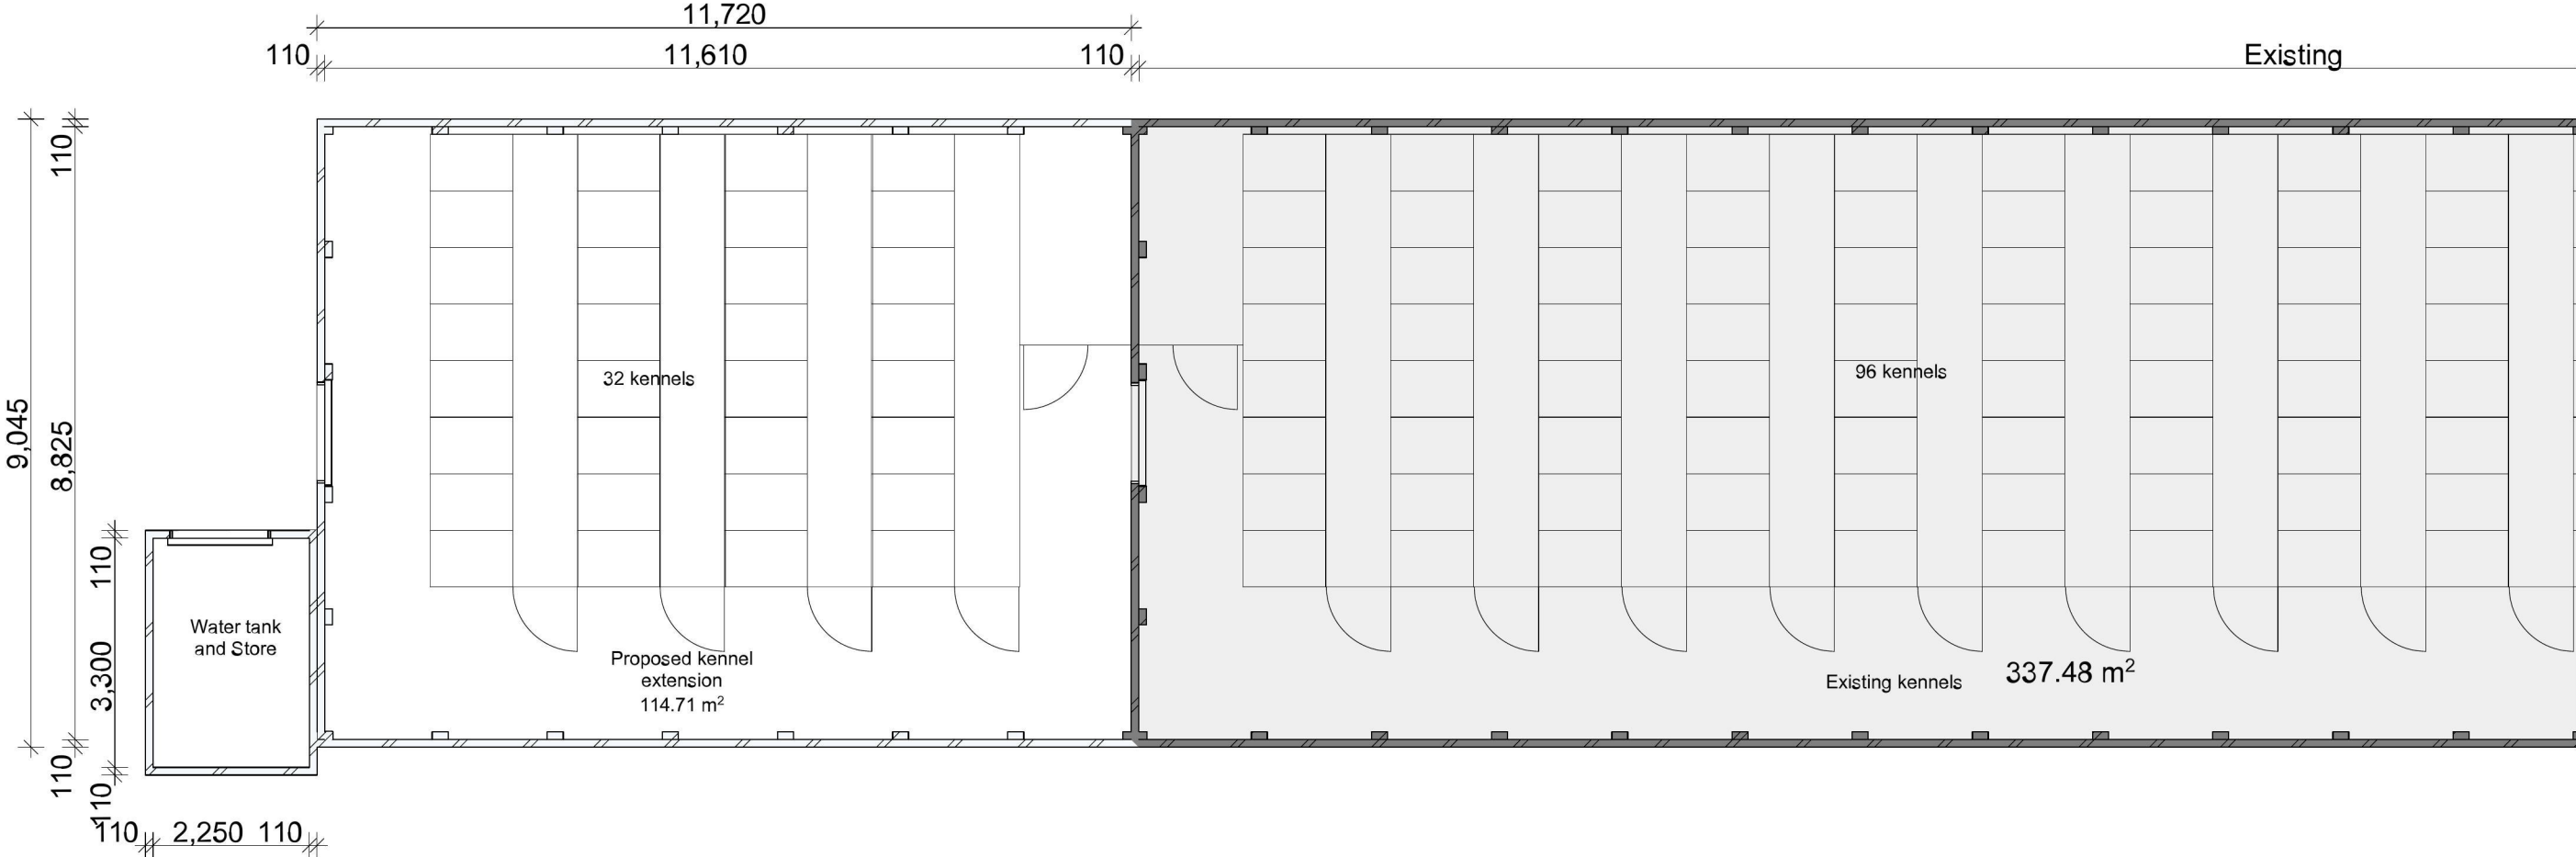 11,720
110 11,610 110 Existing
110
9,045
8,825
32 kennels
96 kennels
110
Water tank
and Store
3,300
Proposed kennel
extension
114.71 m²
Existing kennels 337.48 m²
110
110
110 2,250 110